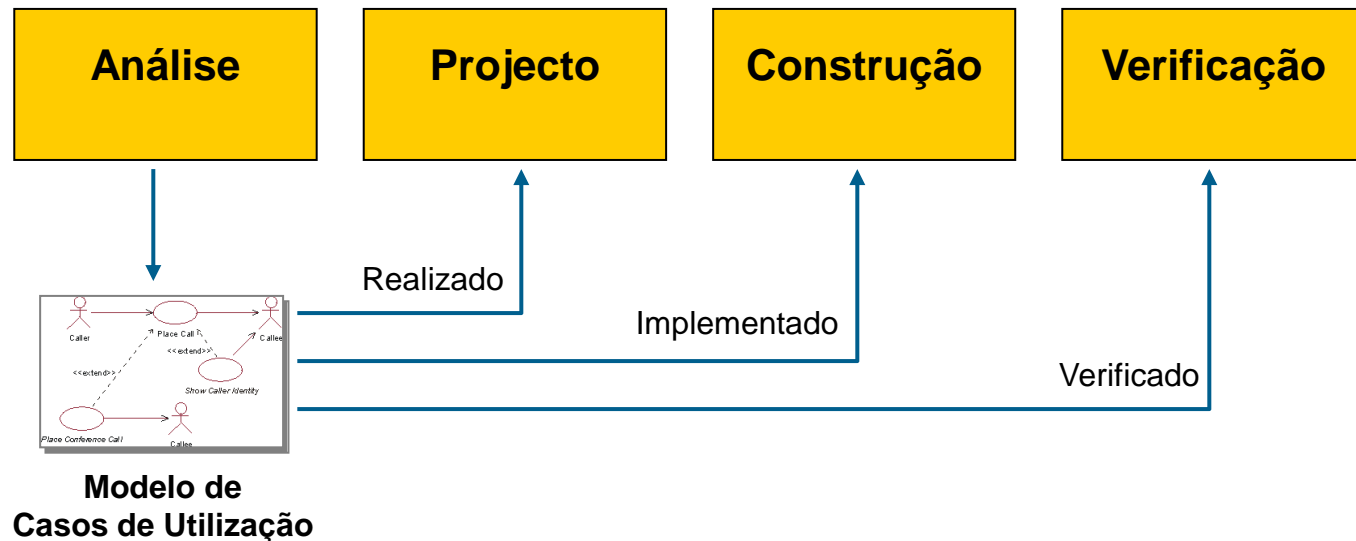 Análise
Projecto
Construção
Verificação
Realizado
Implementado
Verificado
Caller
Place Call
Callee
<<extend>>
<<extend>>
Show Caller Identity
Place Conference Call
Callee
Modelo de
Casos de Utilização